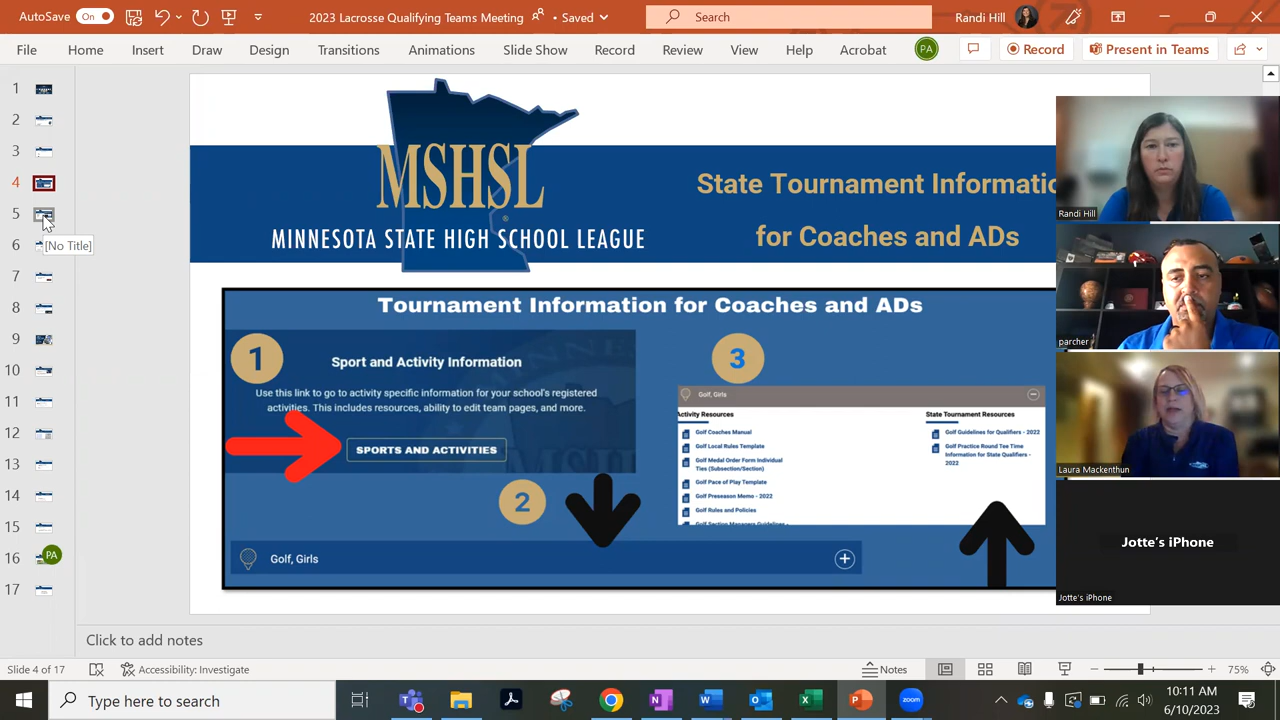 AutoSave On 2023 Lacrosse Qualifying Teams Meeting • Saved Search Randi Hill
File Home Insert Draw Design Transitions Animations Slide Show Record Review View Help Acrobat PA Record Present in Teams
1
2
3
4
5
[No Title]
6
7
8
9
10
11
12
13
14
15
16 PA
17
MSHSL
®
MINNESOTA STATE HIGH SCHOOL LEAGUE
State Tournament Informatio
for Coaches and ADs
Tournament Information for Coaches and ADs
1
Sport and Activity Information
Use this link to go to activity specific information for your school's registered
activities. This includes resources, ability to edit team pages, and more.
SPORTS AND ACTIVITIES
2
Golf, Girls
3
Golf, Girls
Activity Resources
Golf Coaches Manual
Golf Local Rules Template
Golf Medal Order Form Individual
Ties (Subsection/Section)
Golf Pace of Play Template
Golf Preseason Memo - 2022
Golf Rules and Policies
Golf Section Managers Guidelines -
State Tournament Resources
Golf Guidelines for Qualifiers - 2022
Golf Practice Round Tee Time
Information for State Qualifiers -
2022
Randi Hill
parcher
Laura Mackenthun
Jotte's iPhone
Jotte's iPhone
Click to add notes
Slide 4 of 17 Accessibility: Investigate Notes 75%
Type here to search
10:11 AM
6/10/2023